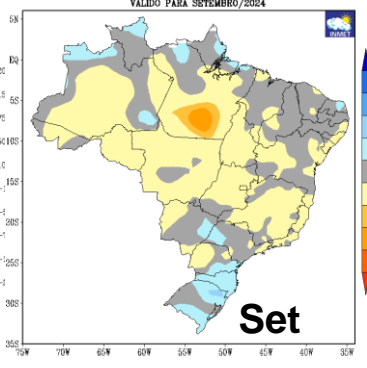 VALIDO PARA SETEMBRO/2024
INMET
5N
EQ
5S
10S
15S
20S
25S
30S
35S
75W 70W 65W 60W 55W 50W 45W 40W 35W
Set